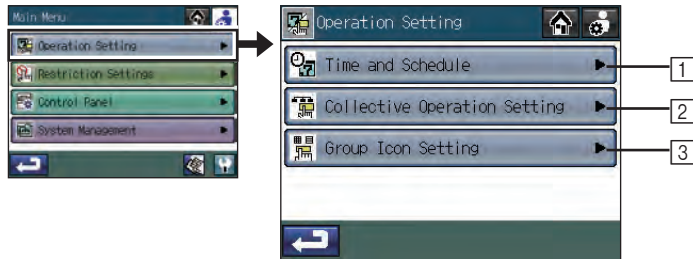 Main Menu
Operation Setting
Restriction Settings
Control Panel
System Management
Operation Setting
Time and Schedule
1
Collective Operation Setting
2
Group Icon Setting
3